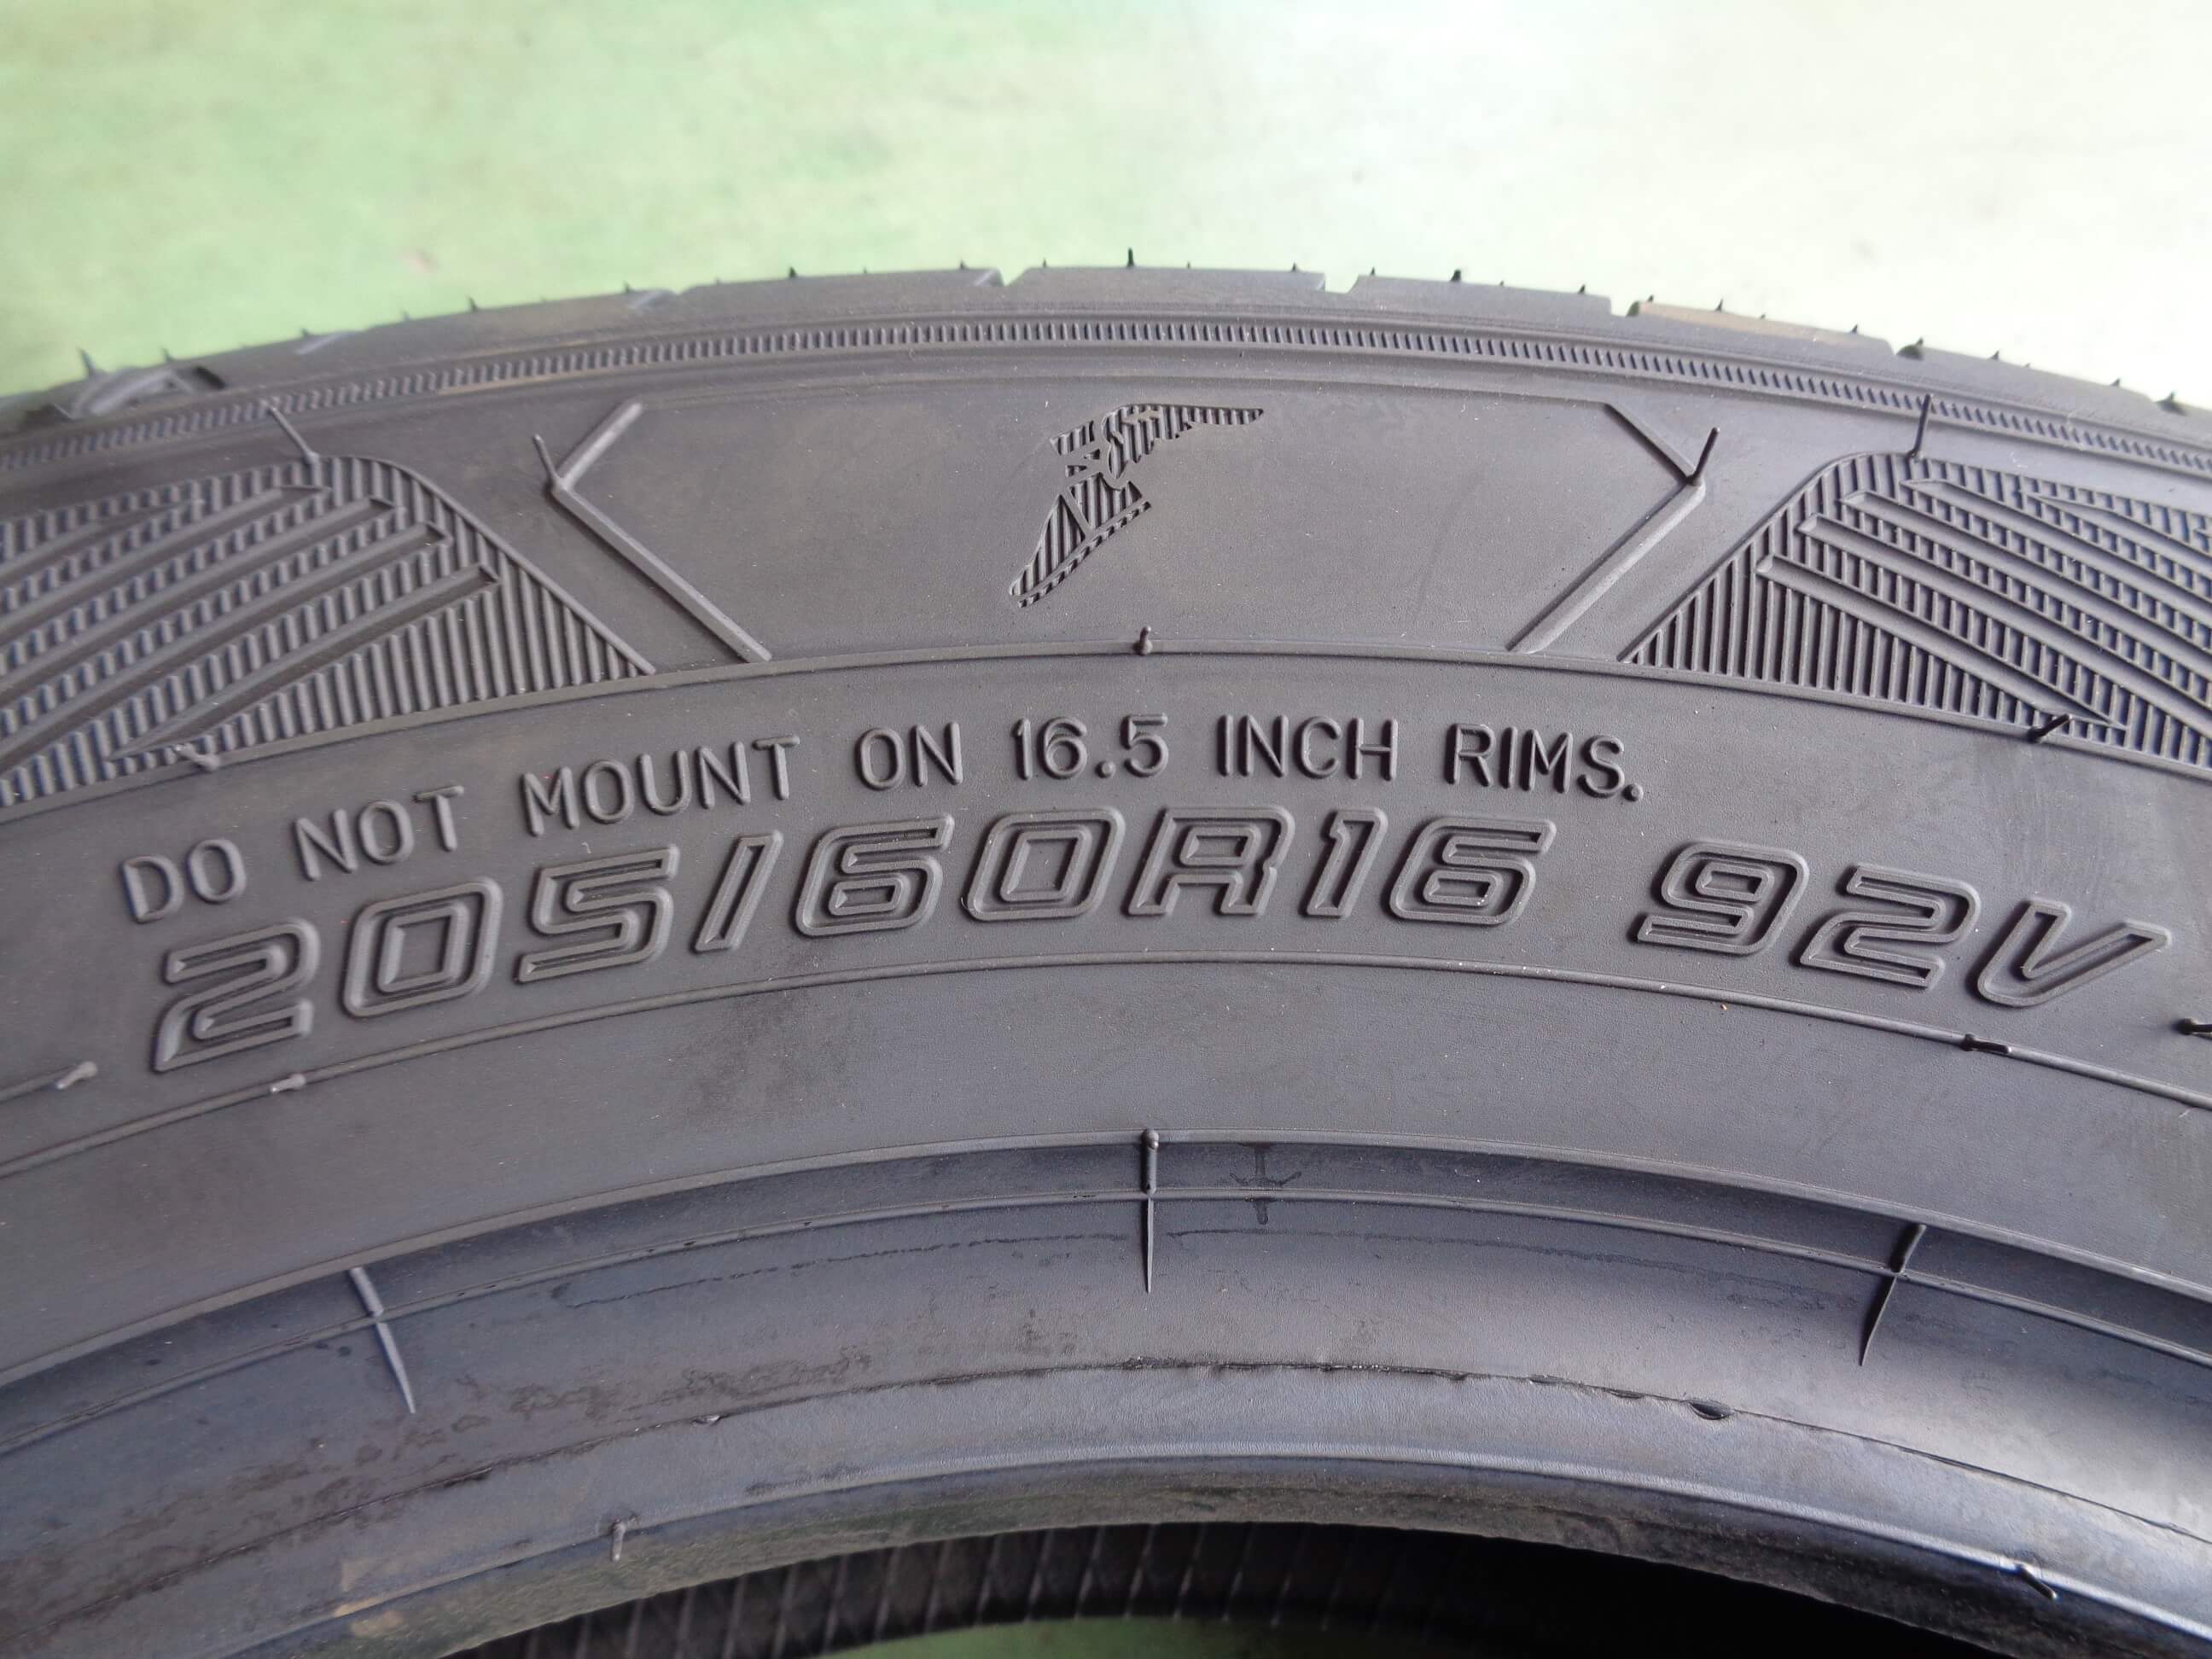 DO NOT MOUNT ON 16.5 INCH RIMS.
205/60R16 92V